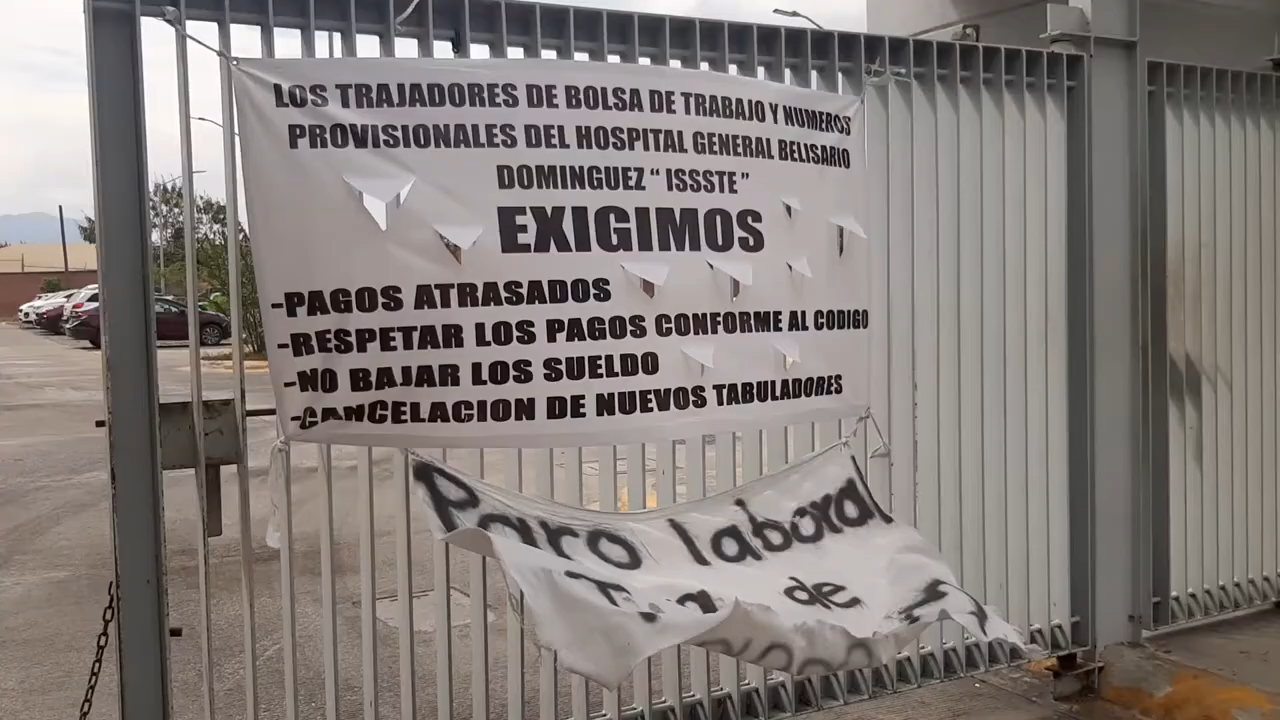 LOS TRAJADORES DE BOLSA DE TRABAJO Y NUMEROS
PROVISIONALES DEL HOSPITAL GENERAL BELISARIO
DOMINGUEZ “ ISSSTE ”
EXIGIMOS
-PAGOS ATRASADOS
-RESPETAR LOS PAGOS CONFORME AL CODIGO
-NO BAJAR LOS SUELDO
-CANCELACION DE NUEVOS TABULADORES
Paro laboral
de